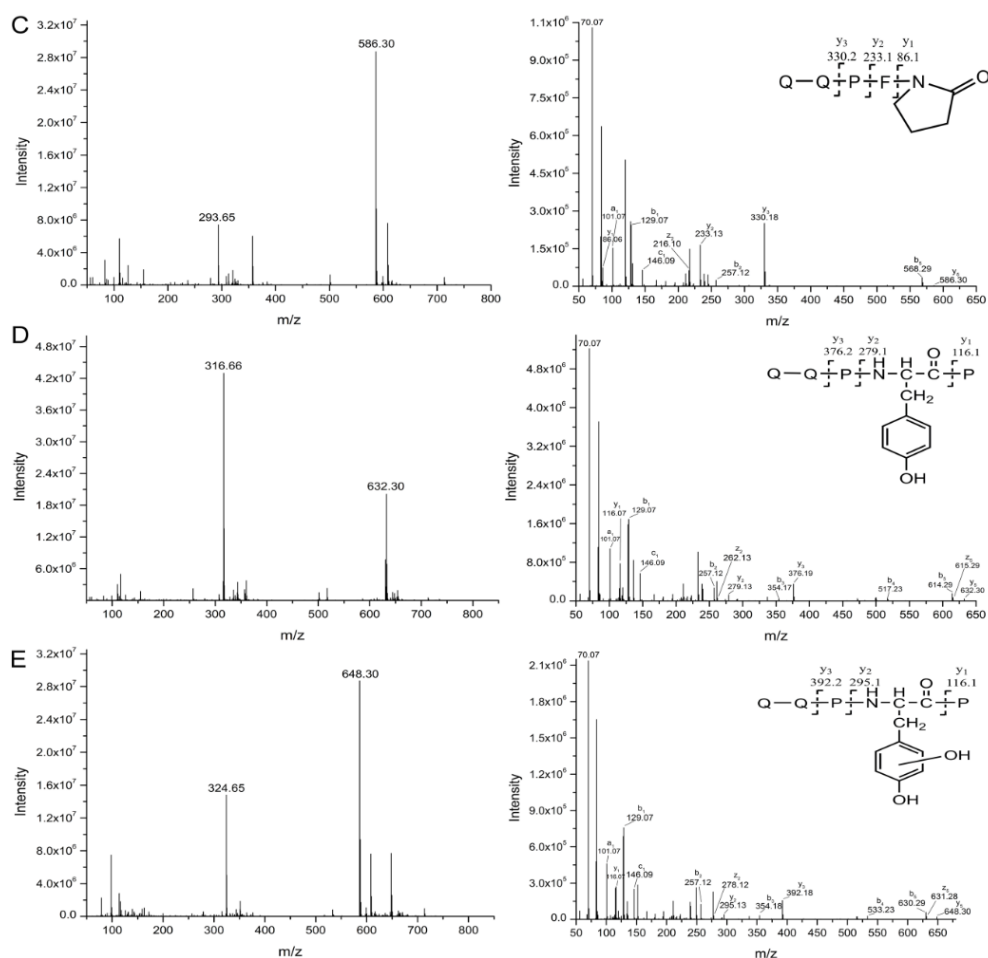 C
3.2x10⁷
2.8x10⁷
2.4x10⁷
2.0x10⁷
1.6x10⁷
1.2x10⁷
8.0x10⁶
4.0x10⁶
0.0
Intensity
293.65
586.30
100 200 300 400 500 600 700 800
m/z
1.1x10⁶
9.0x10⁵
7.5x10⁵
6.0x10⁵
4.5x10⁵
3.0x10⁵
1.5x10⁵
0.0
Intensity
70.07
a₁
101.07
y₁
86.06
b₁
129.07
c₁
146.09
z₂
216.10
y₂
233.13
b₂
257.12
y₃
330.18
b₅
568.29
y₅
586.30
50 100 150 200 250 300 350 400 450 500 550 600 650
m/z
y₃ y₂ y₁
330.2 233.1 86.1
Q Q P F N O
D
4.8x10⁷
4.2x10⁷
3.6x10⁷
3.0x10⁷
2.4x10⁷
1.8x10⁷
1.2x10⁷
6.0x10⁶
Intensity
316.66
632.30
100 200 300 400 500 600 700 800
m/z
4.8x10⁶
3.6x10⁶
2.4x10⁶
1.2x10⁶
0.0
Intensity
70.07
a₁
101.07
y₁
116.07
b₁
129.07
c₁
146.09
b₂
257.12
z₂
262.13
y₂
279.13
b₃
354.17
y₃
376.19
b₄
517.23
b₅
614.29
z₅
615.29
y₅
632.30
50 100 150 200 250 300 350 400 450 500 550 600 650
m/z
y₃ y₂ y₁
376.2 279.1 116.1
Q Q P N H C O P
CH₂
OH
E
3.2x10⁷
2.8x10⁷
2.4x10⁷
2.0x10⁷
1.6x10⁷
1.2x10⁷
8.0x10⁶
4.0x10⁶
0.0
Intensity
324.65
648.30
100 200 300 400 500 600 700 800
m/z
2.1x10⁶
1.8x10⁶
1.5x10⁶
1.2x10⁶
9.0x10⁵
6.0x10⁵
3.0x10⁵
0.0
Intensity
70.07
a₁
101.07
y₁
b₁
129.07
c₁
146.09
b₂
257.12
z₂
278.12
y₂
295.13
b₃
354.18
y₃
392.18
b₄
533.23
b₅
630.29
z₅
631.28
y₅
648.30
50 100 150 200 250 300 350 400 450 500 550 600 650
m/z
y₃ y₂ y₁
392.2 295.1 116.1
Q Q P N H C O P
CH₂
OH
OH